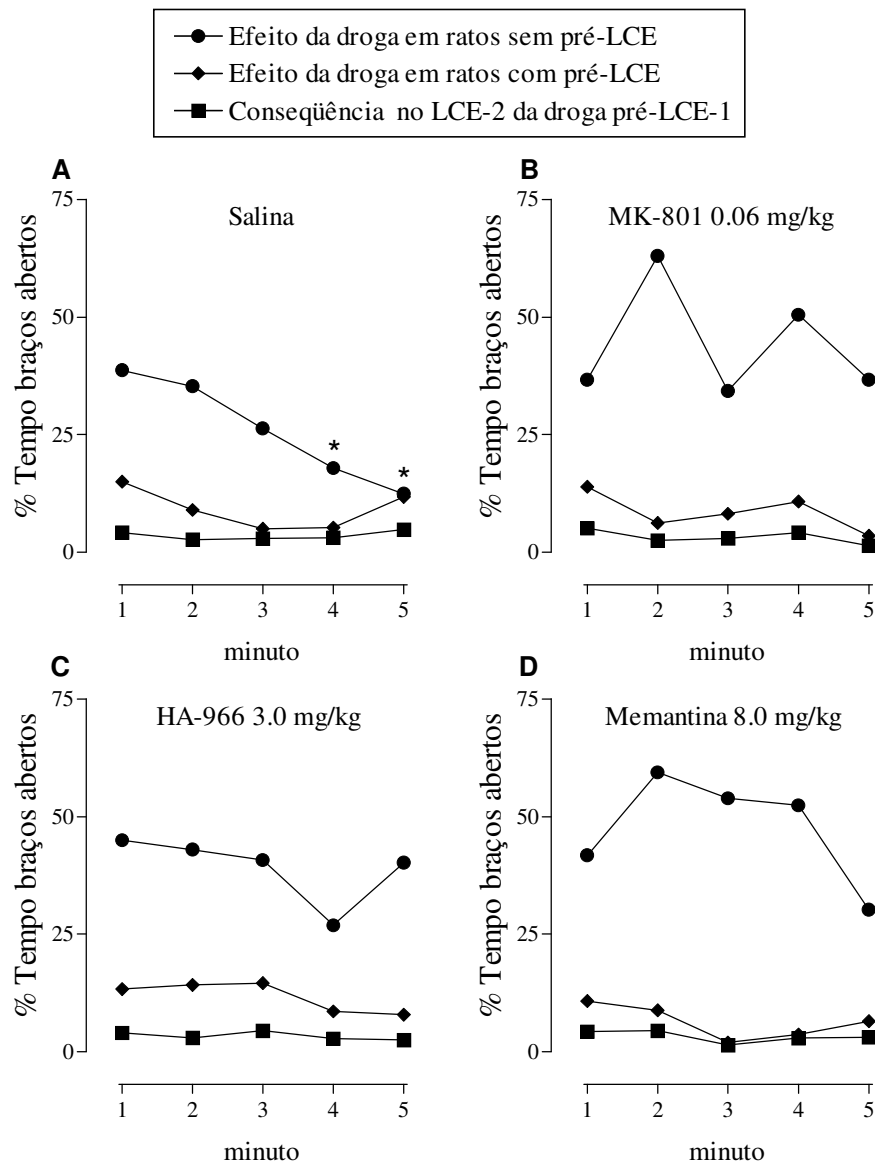 Efeito da droga em ratos sem pré-LCE
Efeito da droga em ratos com pré-LCE
Conseqüência no LCE-2 da droga pré-LCE-1
A
Salina
% Tempo braços abertos
75
50
25
0
*
*
1 2 3 4 5
minuto
B
MK-801 0.06 mg/kg
% Tempo braços abertos
75
50
25
0
1 2 3 4 5
minuto
C
HA-966 3.0 mg/kg
% Tempo braços abertos
75
50
25
0
1 2 3 4 5
minuto
D
Memantina 8.0 mg/kg
% Tempo braços abertos
75
50
25
0
1 2 3 4 5
minuto